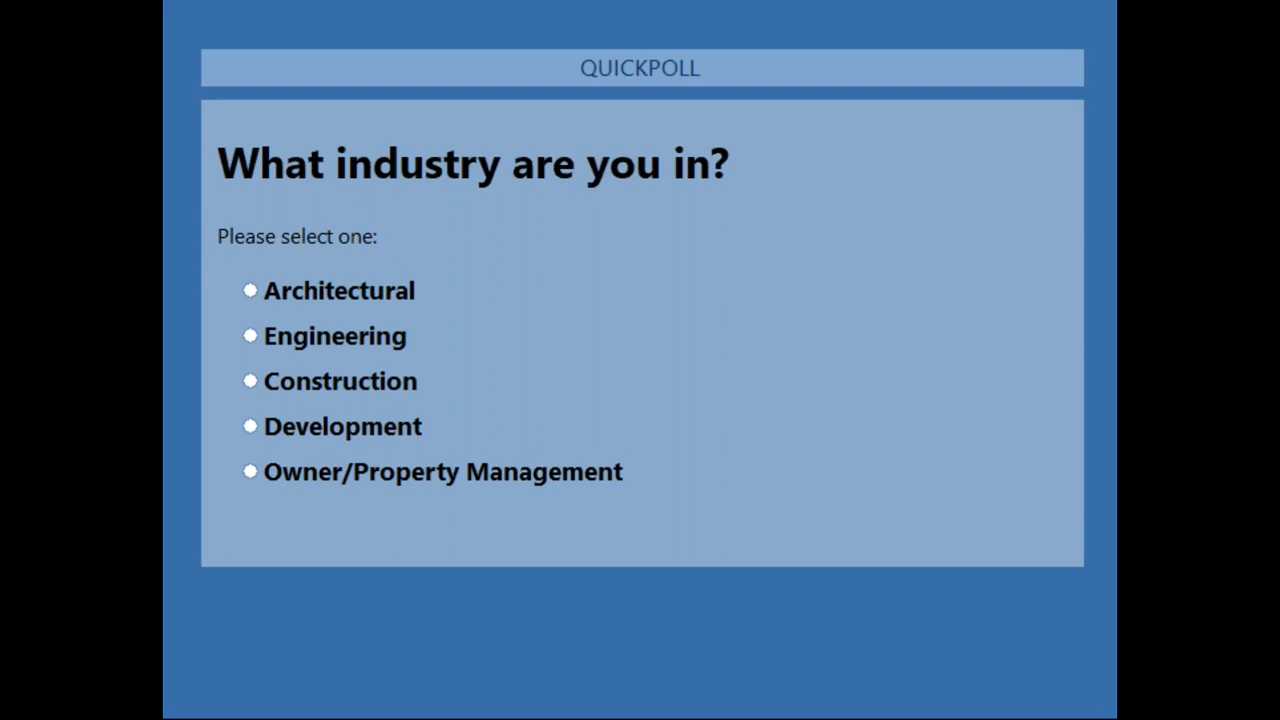 QUICKPOLL
What industry are you in?
Please select one:
Architectural
Engineering
Construction
Development
Owner/Property Management